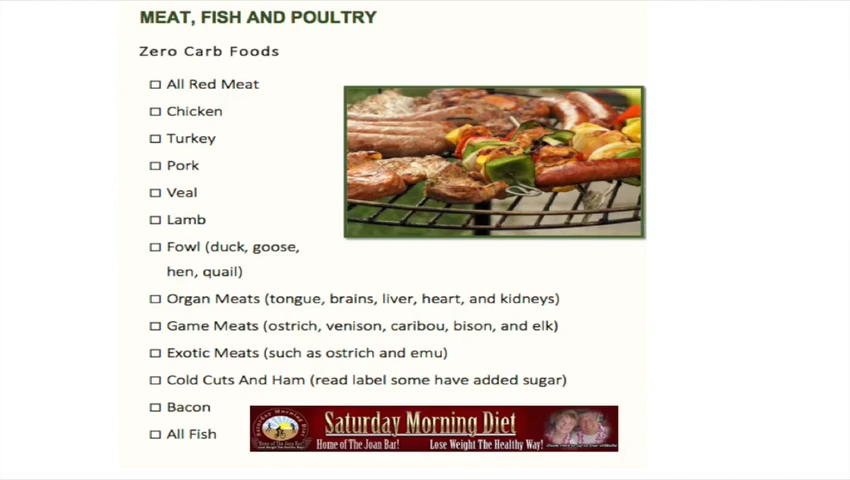 MEAT, FISH AND POULTRY
Zero Carb Foods
All Red Meat
Chicken
Turkey
Pork
Veal
Lamb
Fowl (duck, goose,
hen, quail)
Organ Meats (tongue, brains, liver, heart, and kidneys)
Game Meats (ostrich, venison, caribou, bison, and elk)
Exotic Meats (such as ostrich and emu)
Cold Cuts And Ham (read label some have added sugar)
Bacon
All Fish
Saturday Morning Diet
Home of The Joan Bar! Lose Weight The Healthy Way!